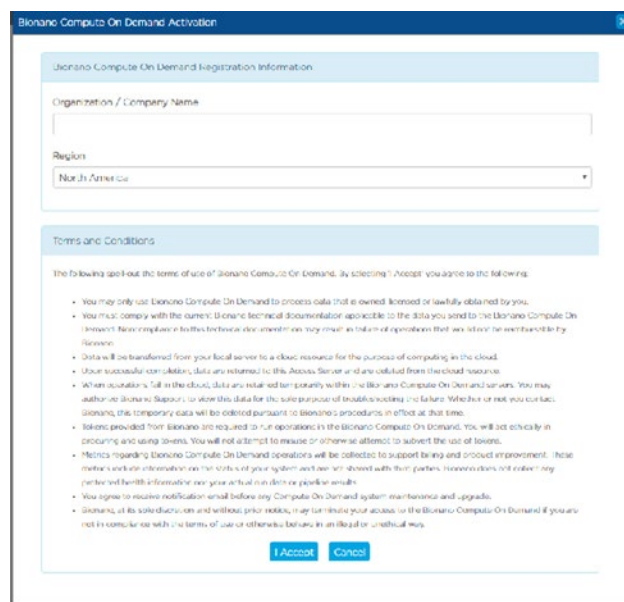 Bionano Compute On Demand Activation
Bionano Compute On Demand Registration Information
Organization / Company Name
Region
North America
Terms and Conditions
The following spell-out the terms of use of Bionano Compute On Demand. By selecting 'I Accept' you agree to the following:
• You may only use Bionano Compute On Demand to process data that is owned, licensed or lawfully obtained by you.
• You must comply with the current Bionano technical documentation applicable to the data you send to the Bionano Compute On
Demand. Noncompliance to this technical documentation may result in failure of operations that would not be reimbursable by
Bionano.
• Data will be transferred from your local server to a cloud resource for the purpose of computing in the cloud.
• Upon successful completion, data are returned to this Access Server and are deleted from the cloud resource.
• When operations fail in the cloud, data are retained temporarily within the Bionano Compute On Demand servers. You may
authorize Bionano Support to view this data for the sole purpose of troubleshooting the failure. Whether or not you contact
Bionano, this temporary data will be deleted pursuant to Bionano's procedures in effect at that time.
• Tokens provided from Bionano are required to run operations in the Bionano Compute On Demand. You will act ethically in
procuring and using tokens. You will not attempt to misuse or otherwise attempt to subvert the use of tokens.
• Metrics regarding Bionano Compute On Demand operations will be collected to support billing and product improvement. These
metrics include information on the status of your system and are not shared with third parties. Bionano does not collect any
protected health information nor your actual run data or pipeline results.
• You agree to receive notification email before any Compute On Demand system maintenance and upgrade.
• Bionano, at its sole discretion and without prior notice, may terminate your access to the Bionano Compute On Demand if you are
not in compliance with the terms of use or otherwise behave in an illegal or unethical way.
I Accept Cancel